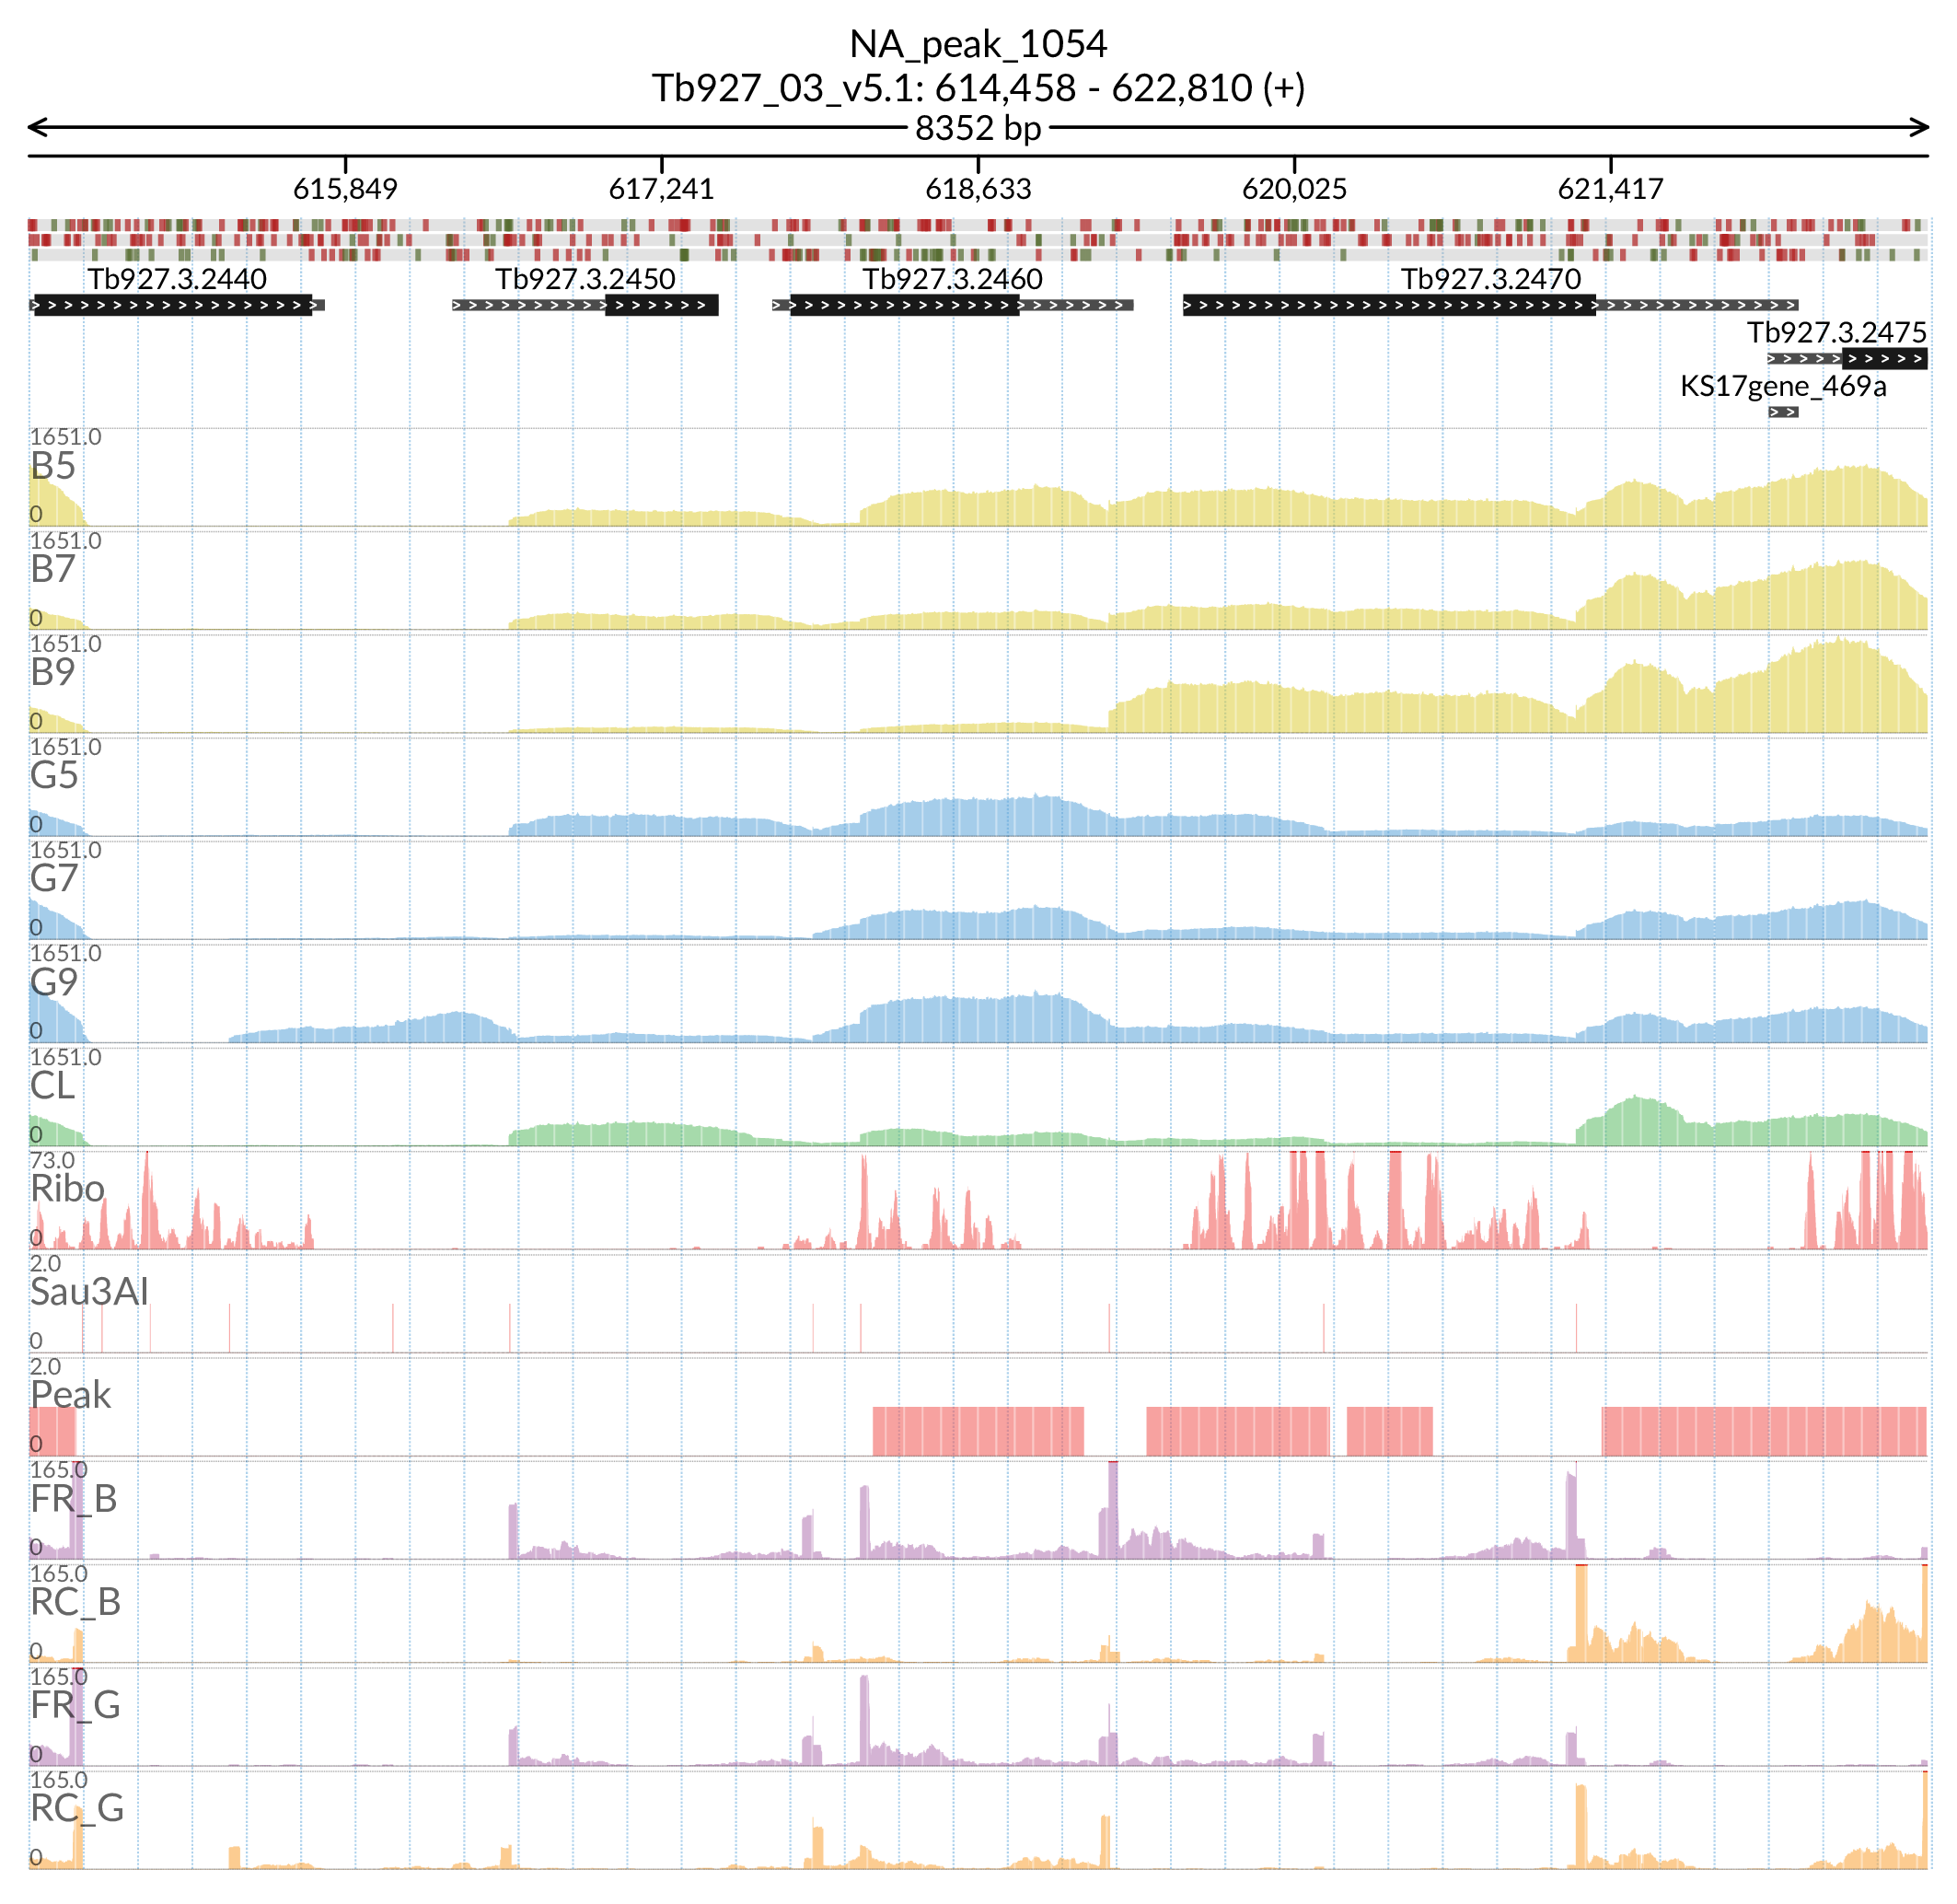 NA_peak_1054
Tb927_03_v5.1: 614,458 - 622,810 (+)
8352 bp
615,849 617,241 618,633 620,025 621,417
Tb927.3.2440 Tb927.3.2450 Tb927.3.2460 Tb927.3.2470
Tb927.3.2475
KS17gene_469a
1651.0
B5
0
1651.0
B7
0
1651.0
B9
0
1651.0
G5
0
1651.0
G7
0
1651.0
G9
0
1651.0
CL
0
73.0
Ribo
0
2.0
Sau3AI
0
2.0
Peak
0
165.0
FR_B
0
165.0
RC_B
0
165.0
FR_G
0
165.0
RC_G
0